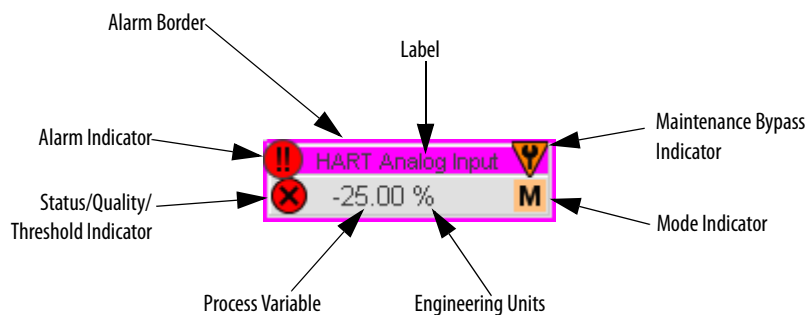 Alarm Border
Label
Alarm Indicator
Maintenance Bypass
Indicator
!! HART Analog Input
-25.00 % M
Status/Quality/
Threshold Indicator
Mode Indicator
Process Variable
Engineering Units